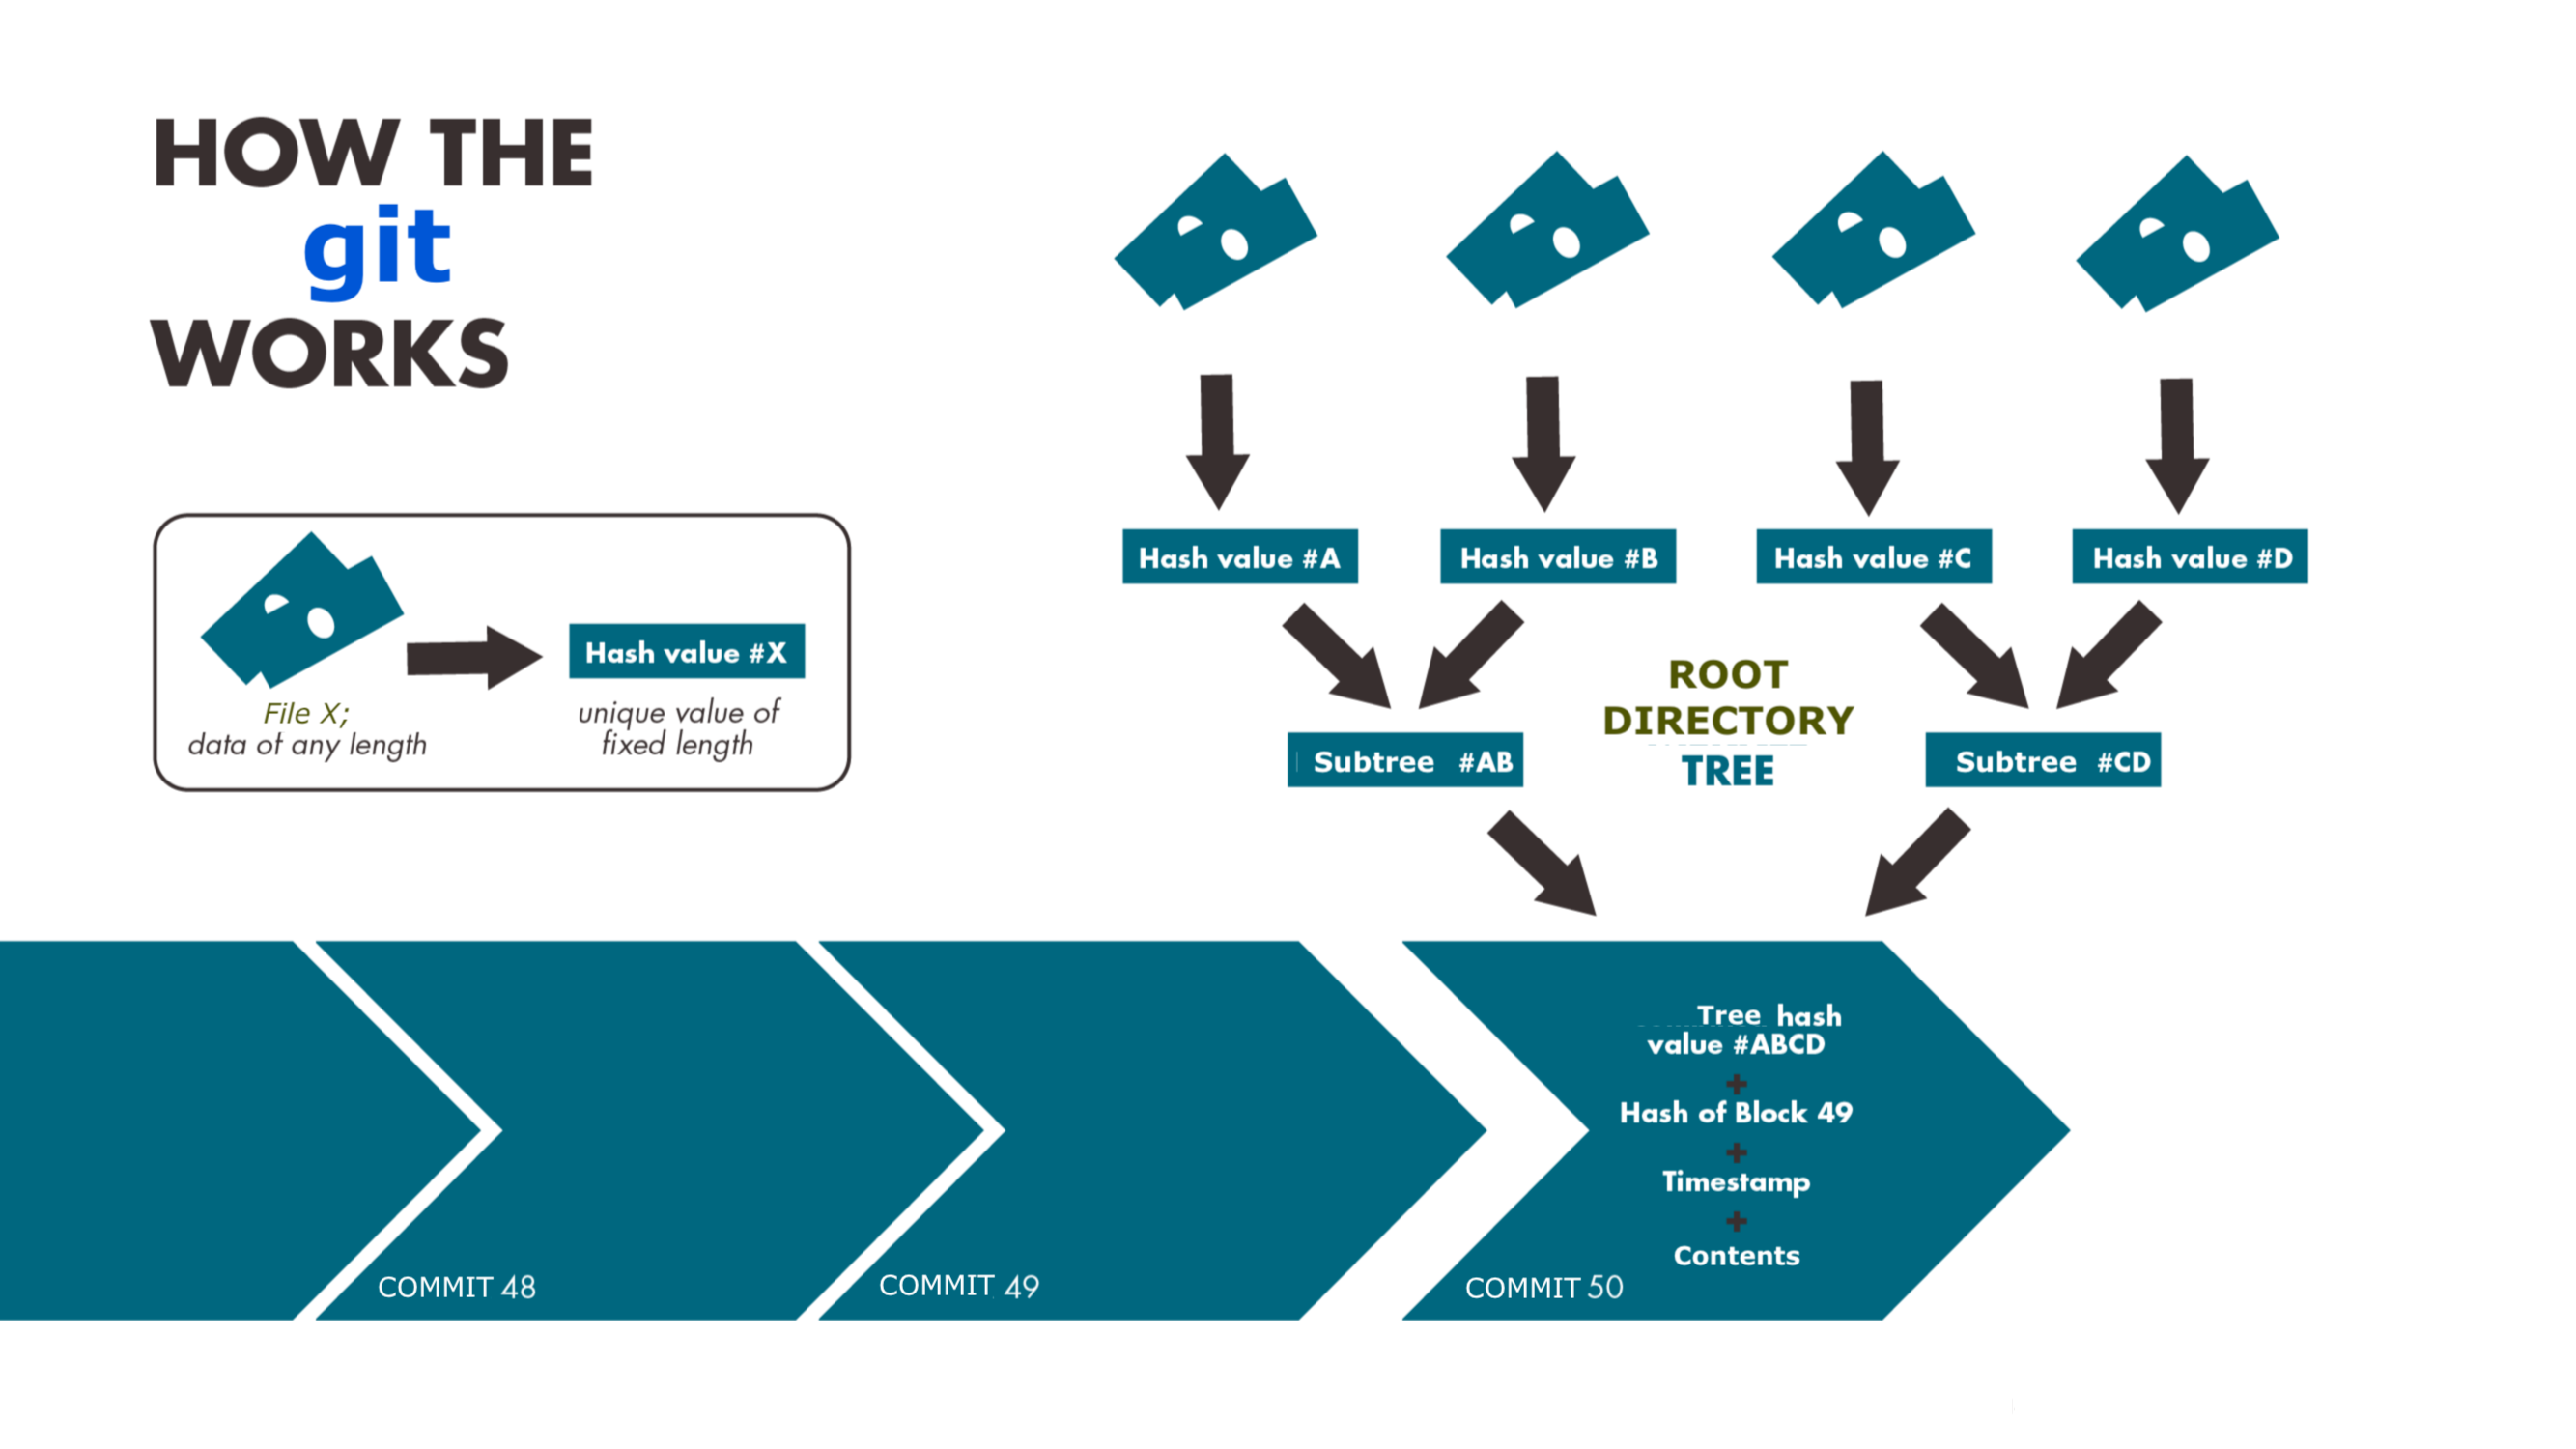 HOW THE
git
WORKS
File X;
data of any length
Hash value #X
unique value of
fixed length
Hash value #A
Hash value #B
Hash value #C
Hash value #D
Subtree #AB
ROOT
DIRECTORY
TREE
Subtree #CD
Tree hash
value #ABCD
+
Hash of Block 49
+
Timestamp
+
Contents
COMMIT 48
COMMIT 49
COMMIT 50